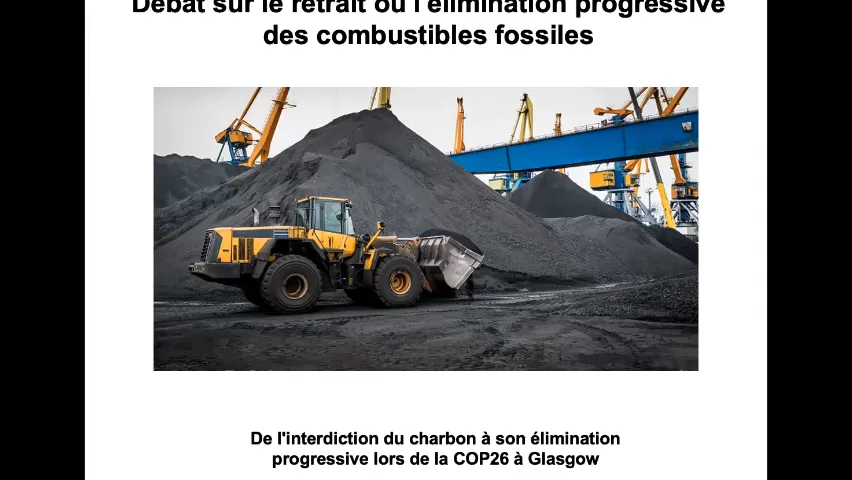 Débat sur le retrait ou l'élimination progressive
des combustibles fossiles
De l'interdiction du charbon à son élimination
progressive lors de la COP26 à Glasgow